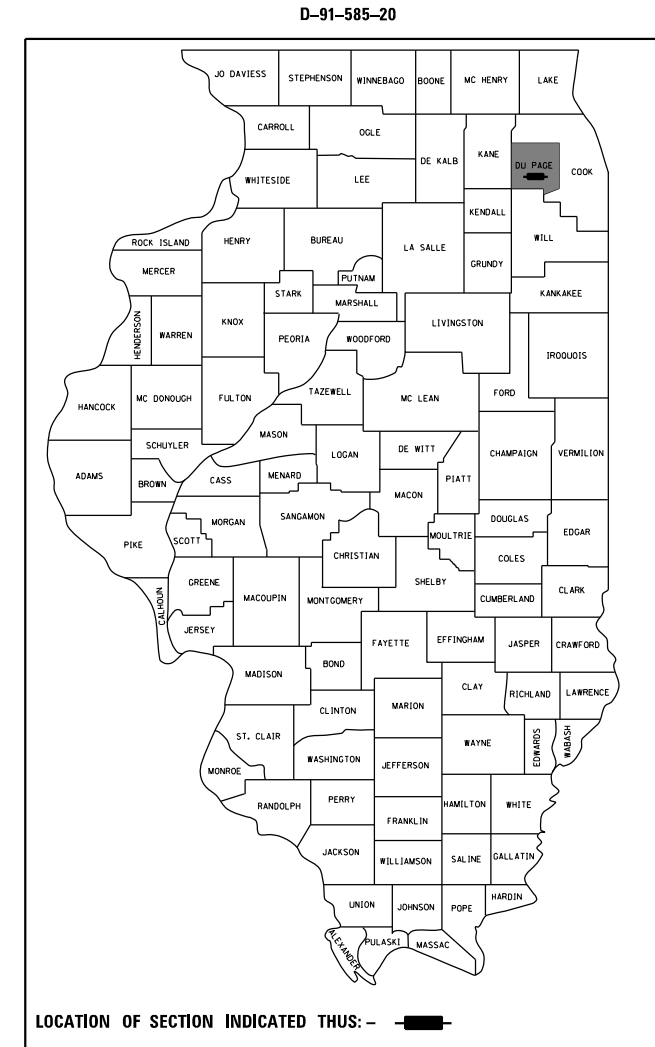 D-91-585-20
JO DAVIESS
STEPHENSON
WINNEBAGO
BOONE
MC HENRY
LAKE
CARROLL
OGLE
DE KALB
KANE
DU PAGE
COOK
WHITESIDE
LEE
KENDALL
ROCK ISLAND
HENRY
BUREAU
LA SALLE
GRUNDY
WILL
MERCER
PUTNAM
STARK
MARSHALL
KANKAKEE
HENDERSON
WARREN
KNOX
PEORIA
WOODFORD
LIVINGSTON
IROQUOIS
HANCOCK
MC DONOUGH
FULTON
TAZEWELL
MC LEAN
FORD
SCHUYLER
MASON
LOGAN
DE WITT
CHAMPAIGN
VERMILION
ADAMS
BROWN
CASS
MENARD
MACON
PIATT
PIKE
SCOTT
MORGAN
SANGAMON
CHRISTIAN
MOULTRIE
DOUGLAS
EDGAR
COLES
CALHOUN
GREENE
MACOUPIN
MONTGOMERY
SHELBY
CUMBERLAND
CLARK
JERSEY
FAYETTE
EFFINGHAM
JASPER
CRAWFORD
MADISON
BOND
CLAY
RICHLAND
LAWRENCE
CLINTON
MARION
ST. CLAIR
WAYNE
EDWARDS
WABASH
MONROE
WASHINGTON
JEFFERSON
RANDOLPH
PERRY
HAMILTON
WHITE
FRANKLIN
JACKSON
WILLIAMSON
SALINE
GALLATIN
UNION
JOHNSON
POPE
HARDIN
ALEXANDER
PULASKI
MASSAC
LOCATION OF SECTION INDICATED THUS: -